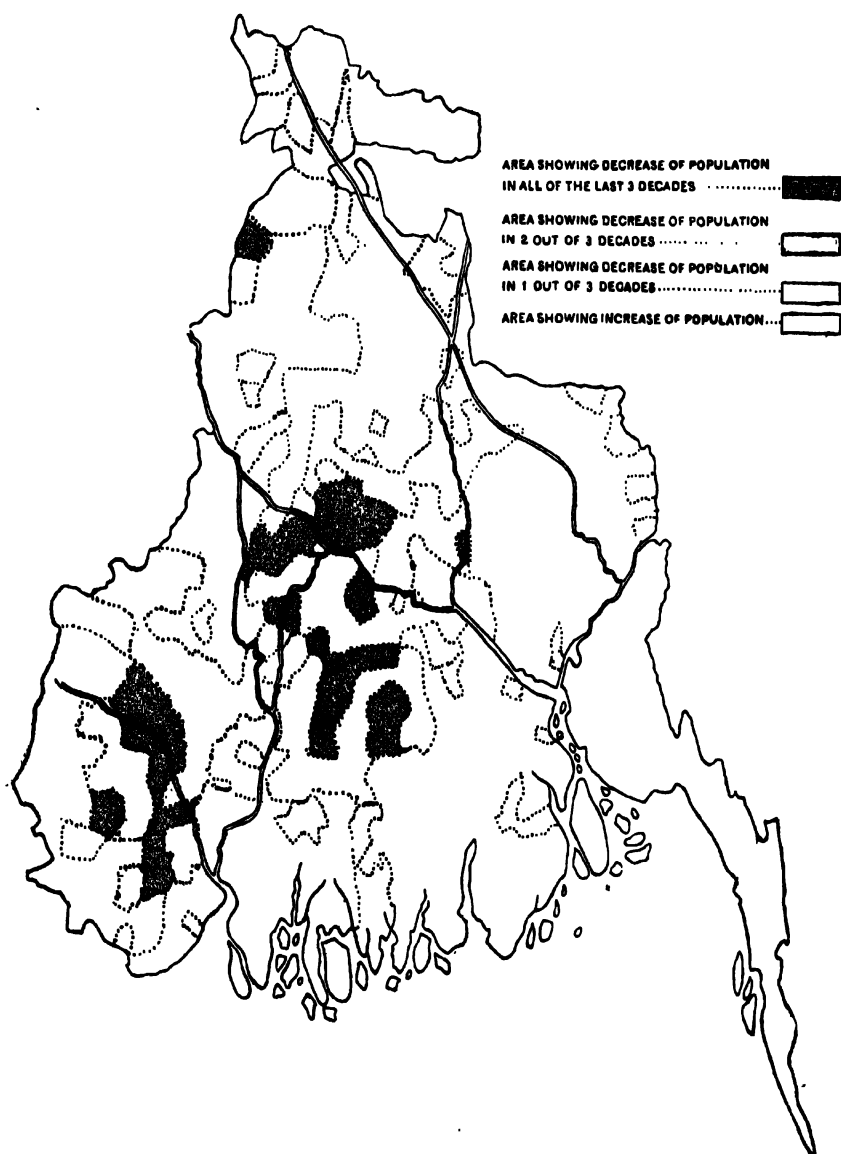 AREA SHOWING DECREASE OF POPULATION
IN ALL OF THE LAST 3 DECADES
AREA SHOWING DECREASE OF POPULATION
IN 2 OUT OF 3 DECADES
AREA SHOWING DECREASE OF POPULATION
IN 1 OUT OF 3 DECADES
AREA SHOWING INCREASE OF POPULATION